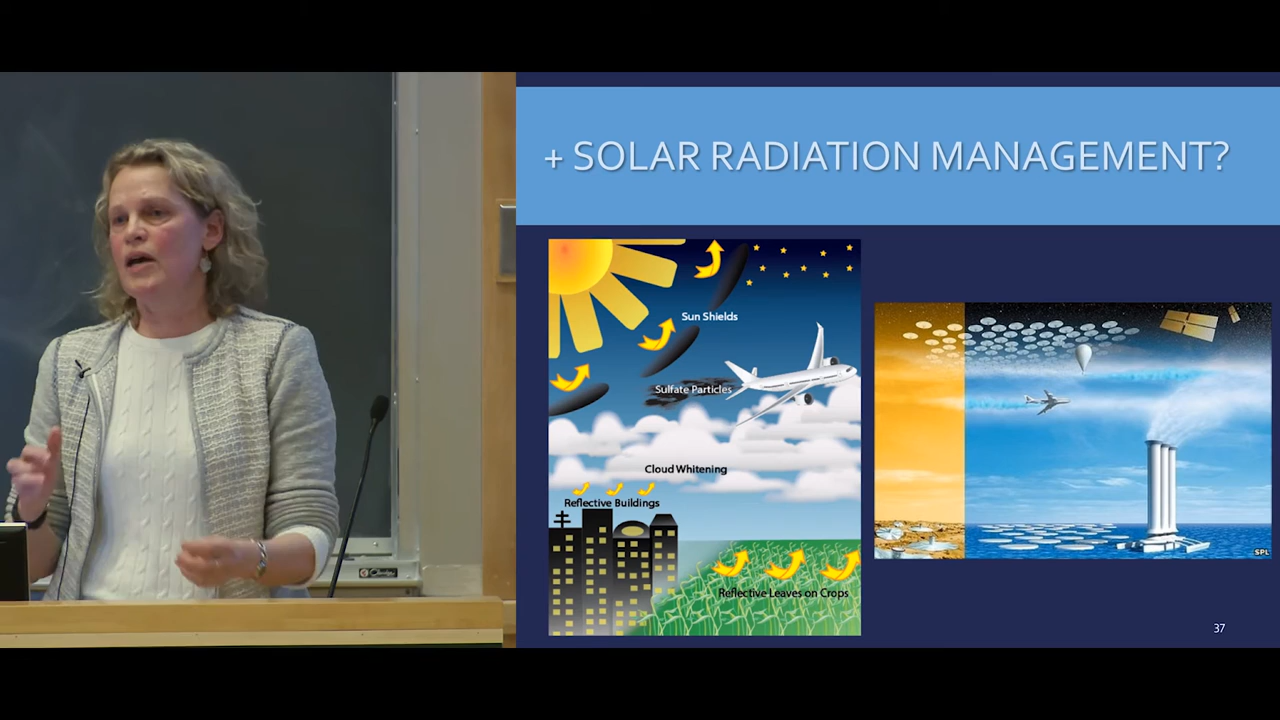 + SOLAR RADIATION MANAGEMENT?
Sun Shields
Sulfate Particles
Cloud Whitening
Reflective Buildings
Reflective Leaves on Crops
SPL
37